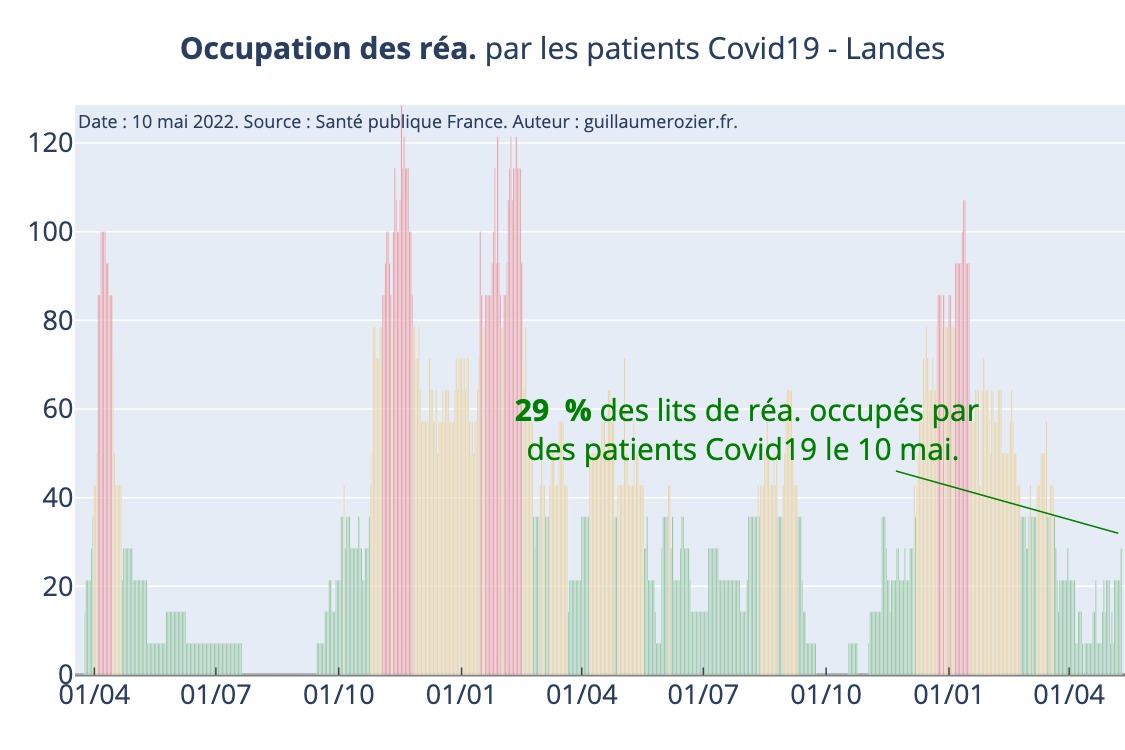 Occupation des réa. par les patients Covid19 - Landes
Date : 10 mai 2022. Source : Santé publique France. Auteur : guillaumerozier.fr.
120
100
80
60
40
20
0
29 % des lits de réa. occupés par
des patients Covid19 le 10 mai.
01/04 01/07 01/10 01/01 01/04 01/07 01/10 01/01 01/04